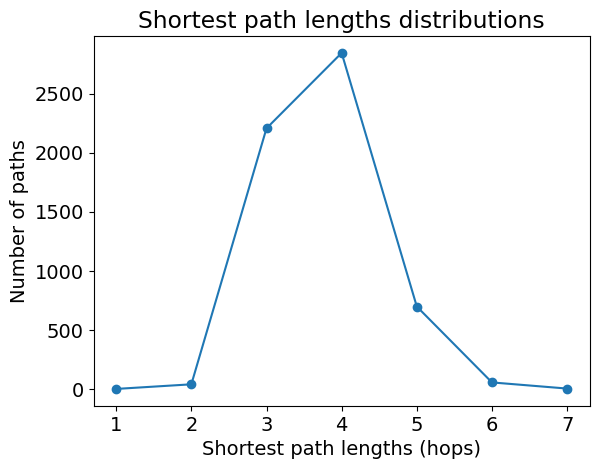 Shortest path lengths distributions
Number of paths
2500
2000
1500
1000
500
0
1 2 3 4 5 6 7
Shortest path lengths (hops)